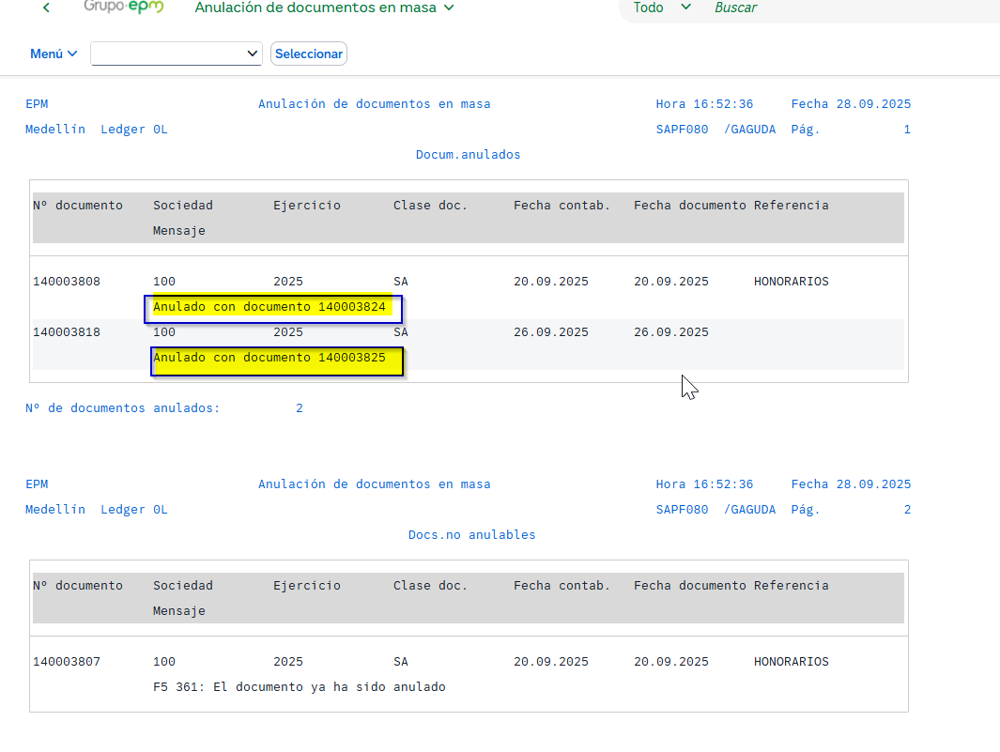 Grupo·epm Anulación de documentos en masa Todo Buscar
Menú Seleccionar
EPM Anulación de documentos en masa Hora 16:52:36 Fecha 28.09.2025
Medellín Ledger 0L SAPF080 /GAGUDA Pág. 1
Docum.anulados
Nº documento Sociedad Ejercicio Clase doc. Fecha contab. Fecha documento Referencia
Mensaje
140003808 100 2025 SA 20.09.2025 20.09.2025 HONORARIOS
Anulado con documento 140003824
140003818 100 2025 SA 26.09.2025 26.09.2025
Anulado con documento 140003825
Nº de documentos anulados: 2
EPM Anulación de documentos en masa Hora 16:52:36 Fecha 28.09.2025
Medellín Ledger 0L SAPF080 /GAGUDA Pág. 2
Docs.no anulables
Nº documento Sociedad Ejercicio Clase doc. Fecha contab. Fecha documento Referencia
Mensaje
140003807 100 2025 SA 20.09.2025 20.09.2025 HONORARIOS
F5 361: El documento ya ha sido anulado